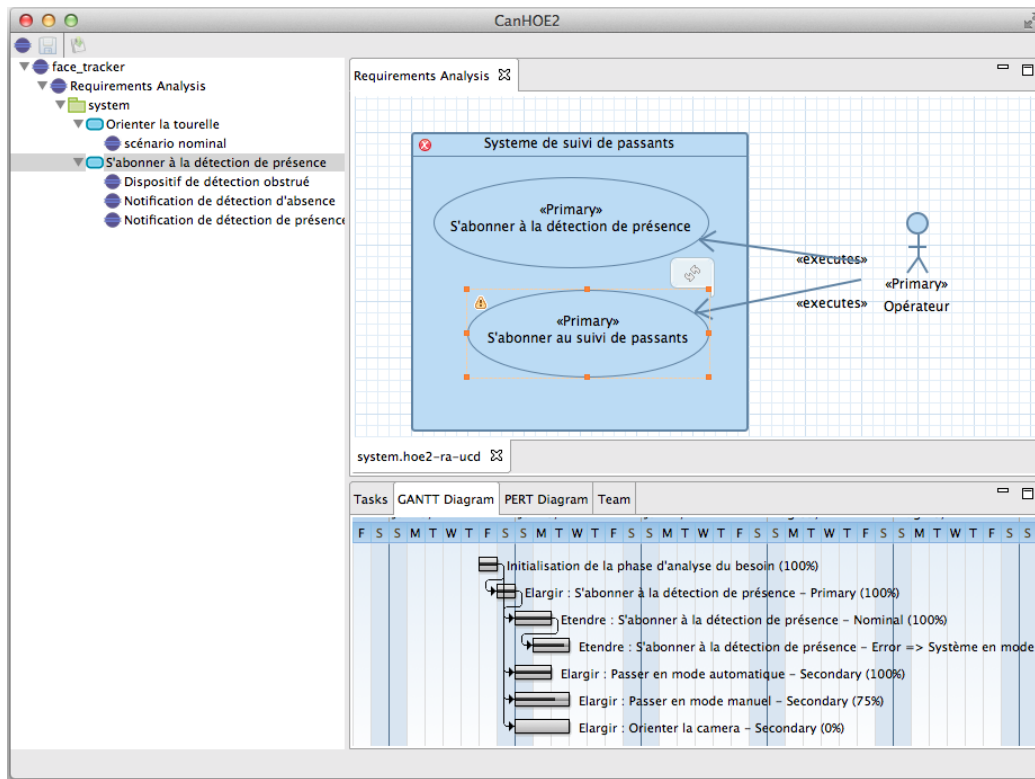 CanHOE2
face_tracker
Requirements Analysis
system
Orienter la tourelle
scénario nominal
S'abonner à la détection de présence
Dispositif de détection obstrué
Notification de détection d'absence
Notification de détection de présence
Requirements Analysis
Systeme de suivi de passants
«Primary»
S'abonner à la détection de présence
«executes»
«Primary»
S'abonner au suivi de passants
«executes»
«Primary»
Opérateur
system.hoe2-ra-ucd
Tasks GANTT Diagram PERT Diagram Team
F S S M T W T F S S M T W T F S S M T W T F S S M T W T F S S M T W T F S S
Initialisation de la phase d'analyse du besoin (100%)
Elargir : S'abonner à la détection de présence – Primary (100%)
Etendre : S'abonner à la détection de présence – Nominal (100%)
Etendre : S'abonner à la détection de présence – Error => Système en mode
Elargir : Passer en mode automatique – Secondary (100%)
Elargir : Passer en mode manuel – Secondary (75%)
Elargir : Orienter la camera – Secondary (0%)